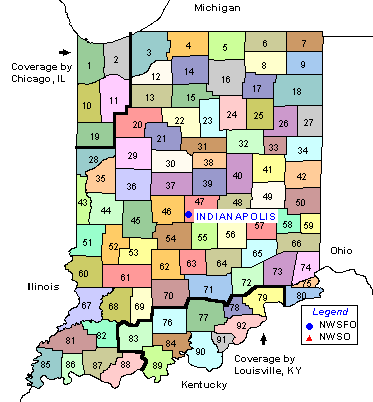 Michigan
4 5 6 7
2 3
1 8 9
Coverage by
Chicago, IL
12 14 16
10 11 13 15 17 18
22 23 24 25 26 27
19 20 21
32 33 34
28 29 30 38
35 31 41 42
36 37 39 40
43 44 45 46 47 48 49 50
INDIANAPOLIS
51 52 53 54 55 56 57 58 59
60 61 62 63 64 65 66
Ohio
Illinois
70 71 72 73 74 75
67 68 69 76 77 78 79 80
Legend
NWSFO
NWSO
81 82 83 84 91 92
85 86 87 88 89 90
Coverage by
Louisville, KY
Kentucky